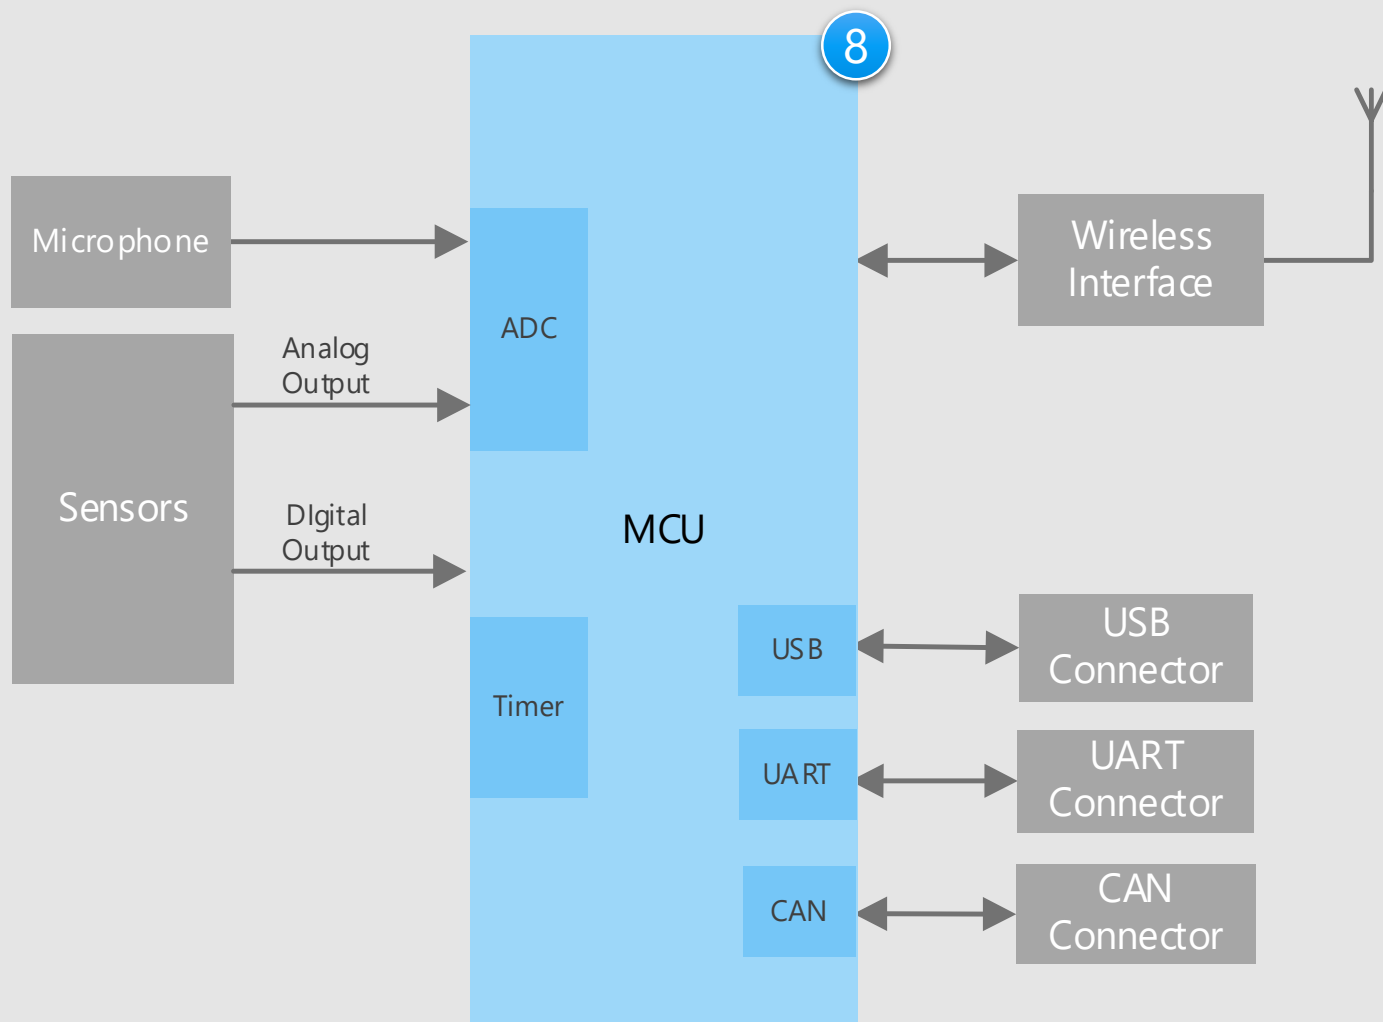 8
Microphone
Wireless
Interface
ADC
Analog
Output
Sensors
DIgital
Output
MCU
USB
USB
Connector
Timer
UART
UART
Connector
CAN
CAN
Connector